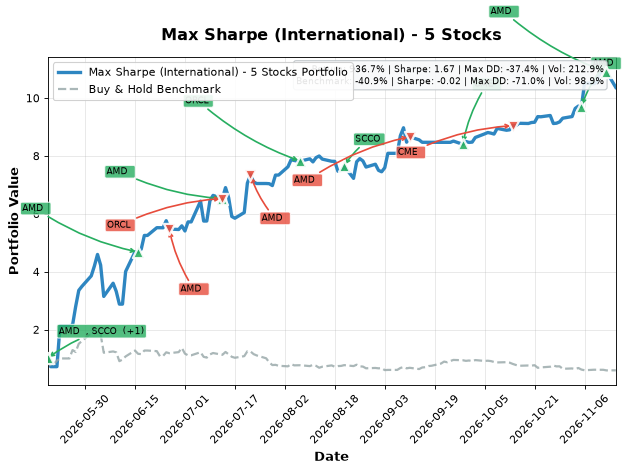 AMD
Max Sharpe (International) - 5 Stocks
AMD
Max Sharpe (International) - 5 Stocks Portfolio
Buy & Hold Benchmark
36.7% | Sharpe: 1.67 | Max DD: -37.4% | Vol: 212.9%
Benchmark: -40.9% | Sharpe: -0.02 | Max DD: -71.0% | Vol: 98.9%
ORCL
SCCO
CME
AMD
AMD
AMD
ORCL
AMD
AMD
AMD , SCCO (+1)
10
8
6
4
2
Portfolio Value
2026-05-30
2026-06-15
2026-07-01
2026-07-17
2026-08-02
2026-08-18
2026-09-03
2026-09-19
2026-10-05
2026-10-21
2026-11-06
Date